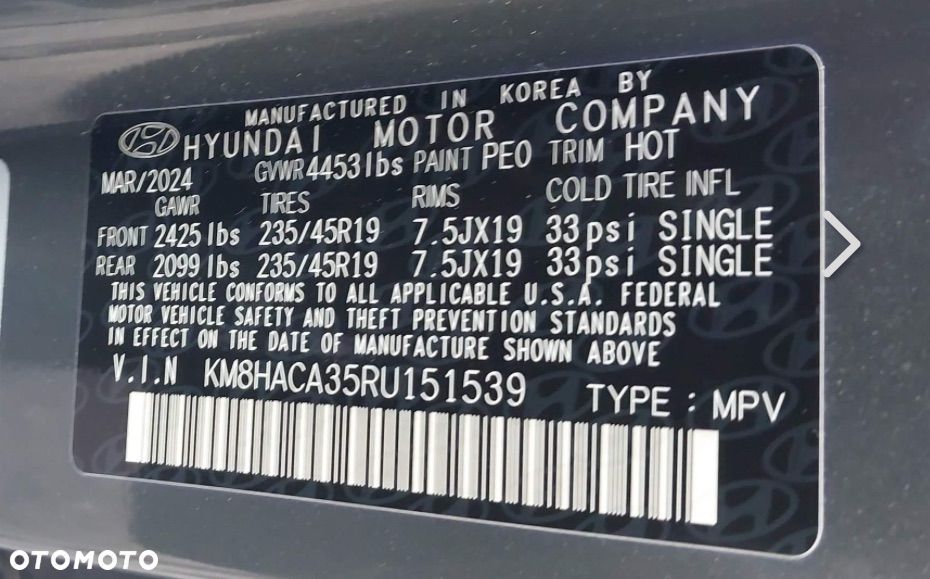 MANUFACTURED IN KOREA BY
HYUNDAI MOTOR COMPANY
MAR/2024 GVWR 4453 lbs PAINT PEO TRIM HOT
GAWR TIRES RIMS COLD TIRE INFL
FRONT 2425 lbs 235/45R19 7.5JX19 33 psi SINGLE
REAR 2099 lbs 235/45R19 7.5JX19 33 psi SINGLE
THIS VEHICLE CONFORMS TO ALL APPLICABLE U.S.A. FEDERAL
MOTOR VEHICLE SAFETY AND THEFT PREVENTION STANDARDS
IN EFFECT ON THE DATE OF MANUFACTURE SHOWN ABOVE
V.I.N KM8HACA35RU151539 TYPE : MPV
OTOMOTO